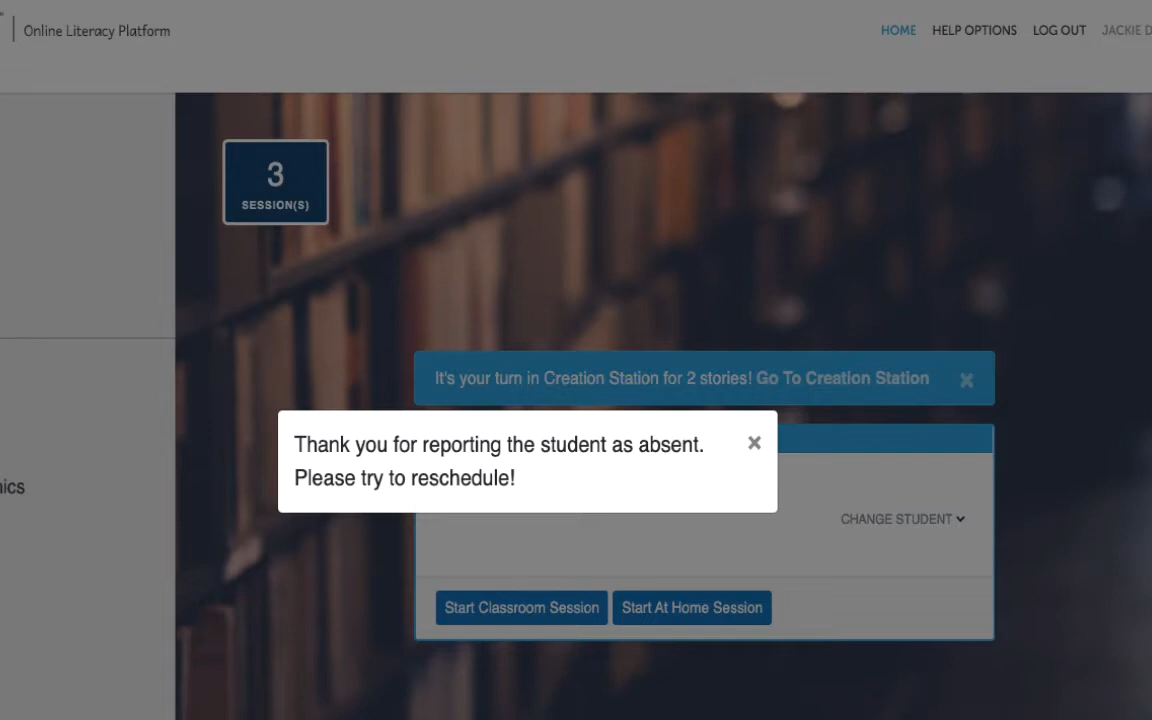 Online Literacy Platform
HOME
HELP OPTIONS
LOG OUT
JACKIE D
3
SESSION(S)
It's your turn in Creation Station for 2 stories! Go To Creation Station ×
Thank you for reporting the student as absent. ×
Please try to reschedule!
CHANGE STUDENT
Start Classroom Session
Start At Home Session